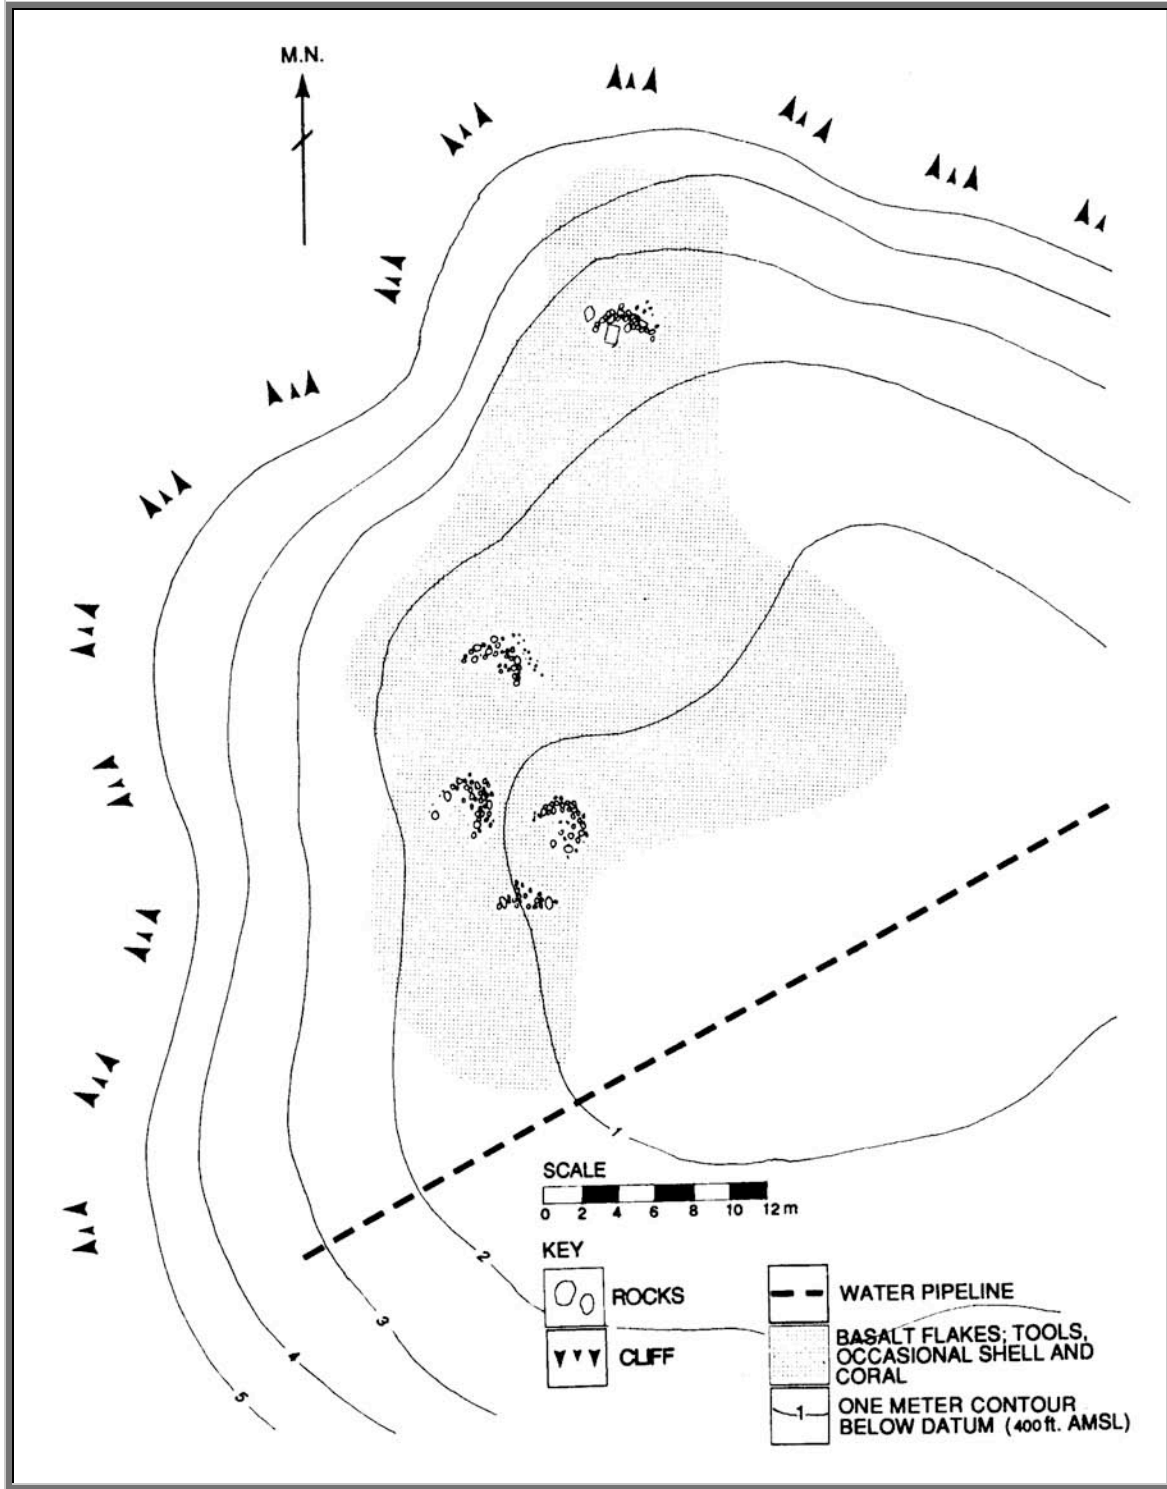 M.N.
1
2
3
4
5
SCALE
0 2 4 6 8 10 12 m
KEY
ROCKS
CLIFF
WATER PIPELINE
BASALT FLAKES; TOOLS,
OCCASIONAL SHELL AND
CORAL
1
ONE METER CONTOUR
BELOW DATUM (400 ft. AMSL)